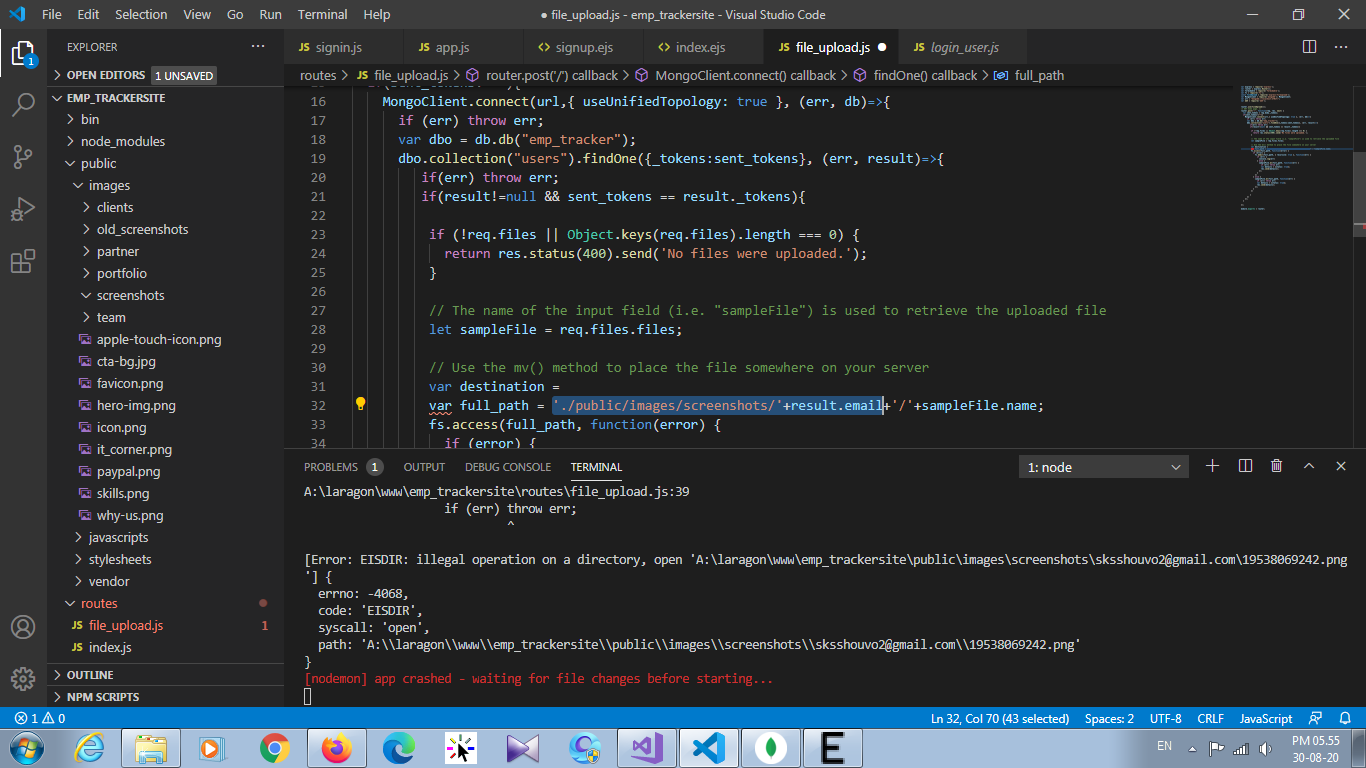 File Edit Selection View Go Run Terminal Help ● file_upload.js - emp_trackersite - Visual Studio Code
EXPLORER ···
JS signin.js JS app.js <> signup.ejs <> index.ejs JS file_upload.js ● JS login_user.js ···
OPEN EDITORS 1 UNSAVED
routes > JS file_upload.js > router.post('/') callback > MongoClient.connect() callback > findOne() callback > full_path
EMP_TRACKERSITE
bin
node_modules
public
images
clients
old_screenshots
partner
portfolio
screenshots
team
apple-touch-icon.png
cta-bg.jpg
favicon.png
hero-img.png
icon.png
it_corner.png
paypal.png
skills.png
why-us.png
javascripts
stylesheets
vendor
routes
JS file_upload.js 1
JS index.js
OUTLINE
NPM SCRIPTS
1
16 MongoClient.connect(url,{ useUnifiedTopology: true }, (err, db)=>{
17 if (err) throw err;
18 var dbo = db.db("emp_tracker");
19 dbo.collection("users").findOne({_tokens:sent_tokens}, (err, result)=>{
20 if(err) throw err;
21 if(result!=null && sent_tokens == result._tokens){
22
23 if (!req.files || Object.keys(req.files).length === 0) {
24 return res.status(400).send('No files were uploaded.');
25 }
26
27 // The name of the input field (i.e. "sampleFile") is used to retrieve the uploaded file
28 let sampleFile = req.files.files;
29
30 // Use the mv() method to place the file somewhere on your server
31 var destination =
32 var full_path = './public/images/screenshots/'+result.email+'/'+sampleFile.name;
33 fs.access(full_path, function(error) {
34 if (error) {
PROBLEMS 1 OUTPUT DEBUG CONSOLE TERMINAL 1: node
A:\laragon\www\emp_trackersite\routes\file_upload.js:39
if (err) throw err;
^
[Error: EISDIR: illegal operation on a directory, open 'A:\laragon\www\emp_trackersite\public\images\screenshots\sksshouvo2@gmail.com\19538069242.png
'] {
errno: -4068,
code: 'EISDIR',
syscall: 'open',
path: 'A:\\laragon\\www\\emp_trackersite\\public\\images\\screenshots\\sksshouvo2@gmail.com\\19538069242.png'
}
[nodemon] app crashed - waiting for file changes before starting...
1 0 Ln 32, Col 70 (43 selected) Spaces: 2 UTF-8 CRLF JavaScript
EN PM 05.55
30-08-20